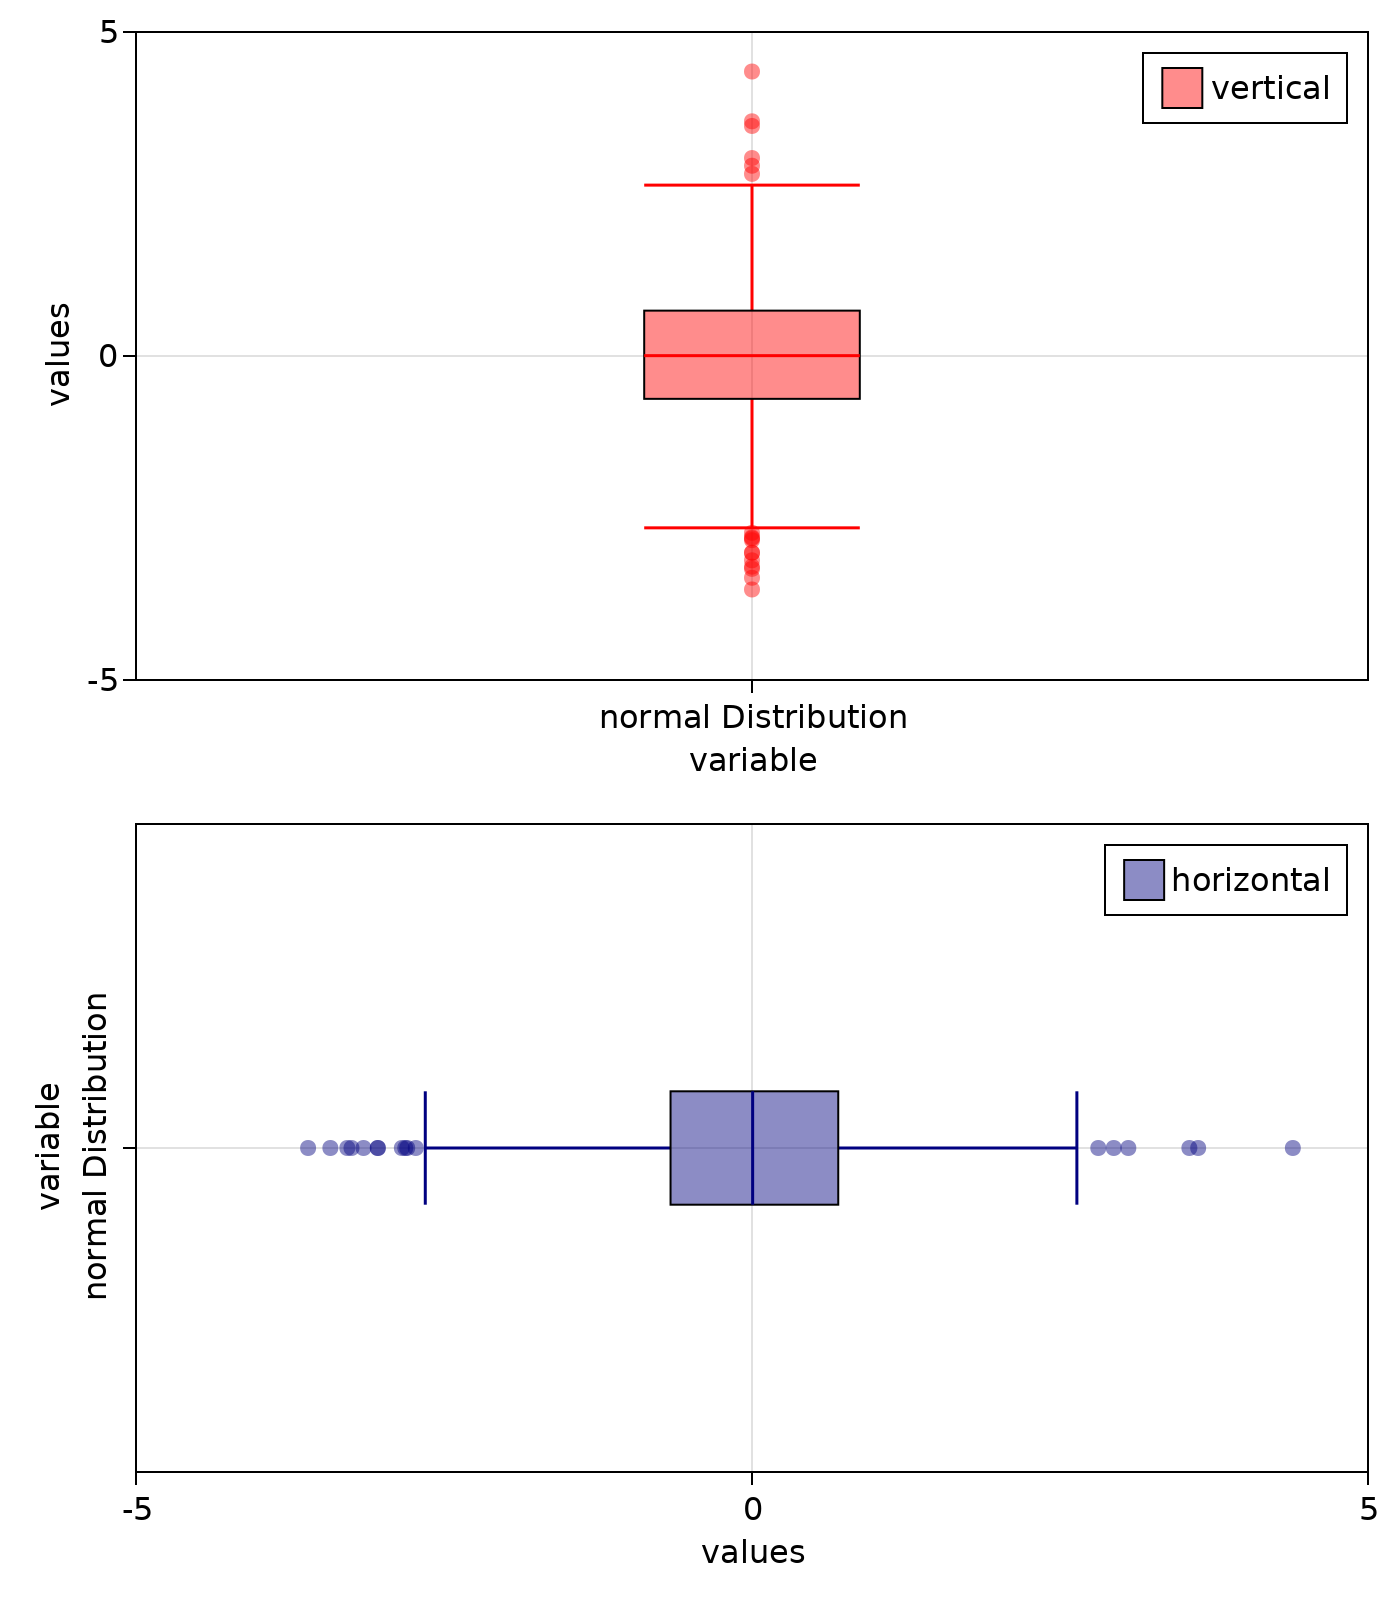 5
vertical
values
0
-5
normal Distribution
variable
horizontal
variable
normal Distribution
-5 0 5
values